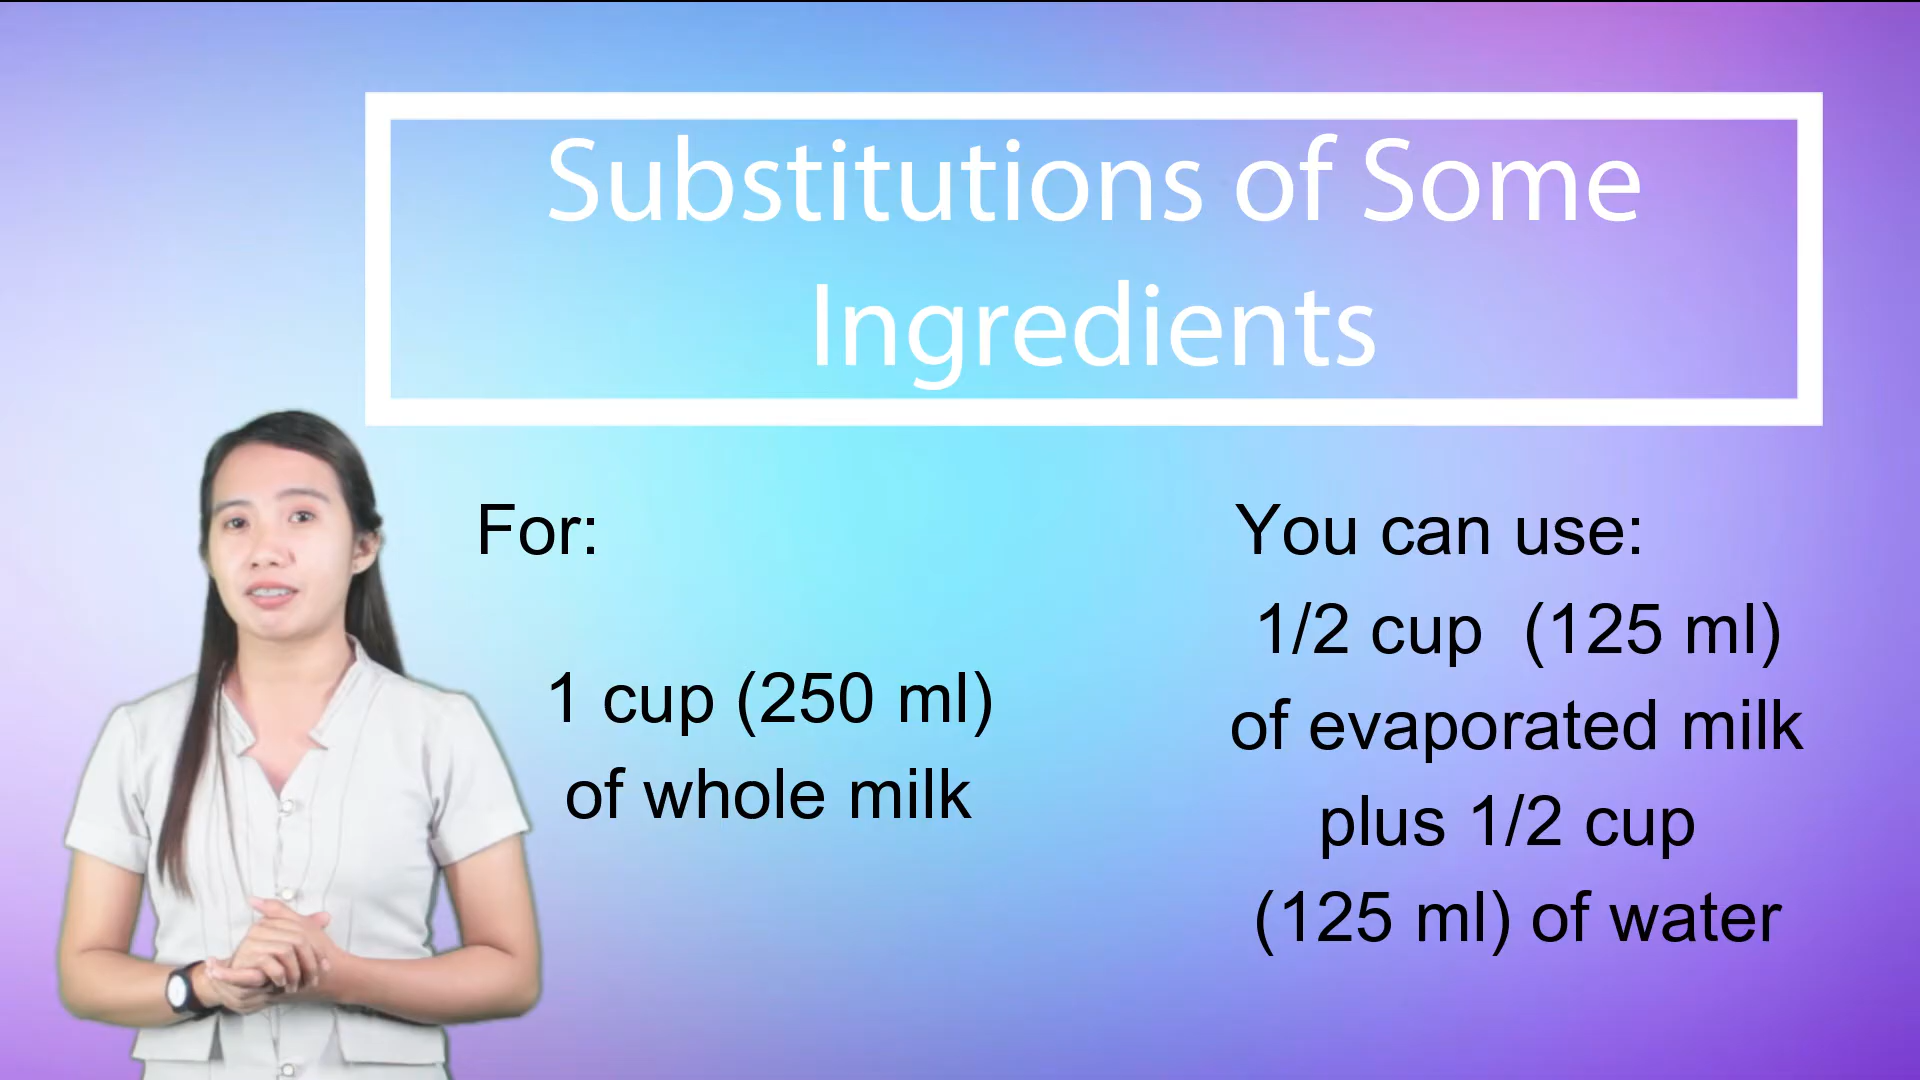 Substitutions of Some
Ingredients
For:
1 cup (250 ml)
of whole milk
You can use:
1/2 cup  (125 ml)
of evaporated milk
plus 1/2 cup
(125 ml) of water